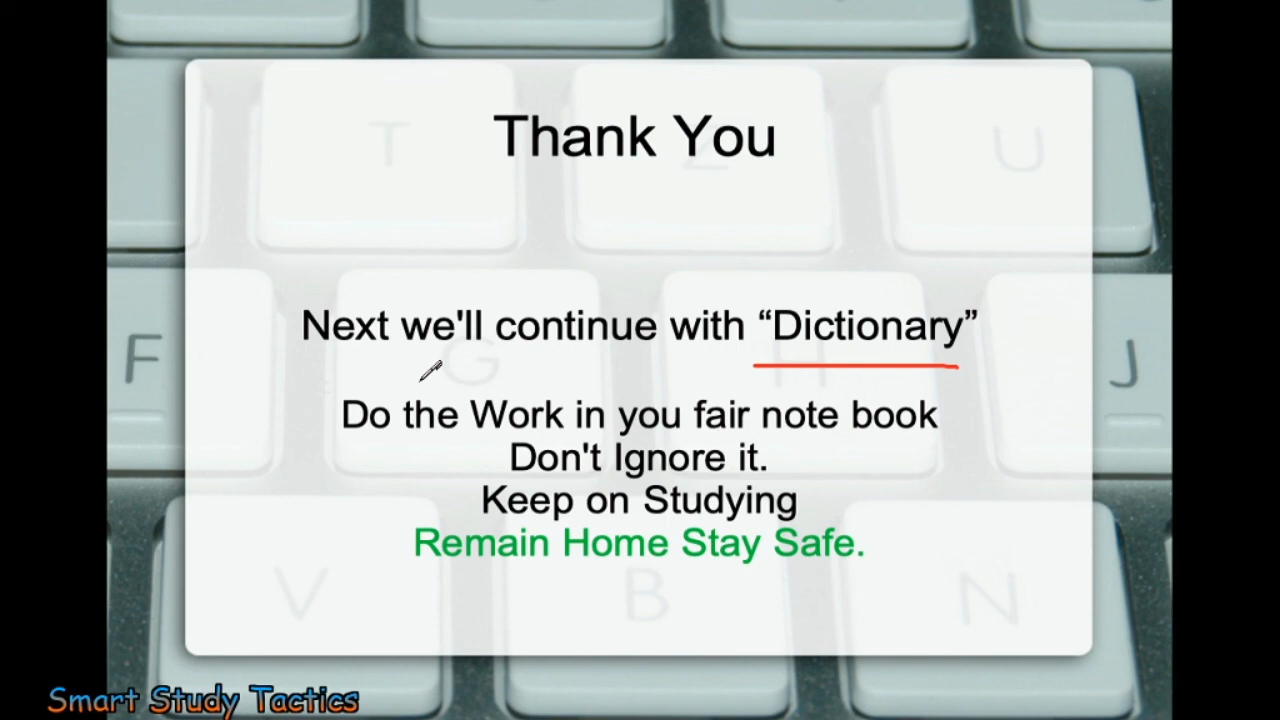 Thank You
Next we'll continue with “Dictionary”
Do the Work in you fair note book
Don't Ignore it.
Keep on Studying
Remain Home Stay Safe.
T
Z
U
F
G
H
J
V
B
N
Smart Study Tactics